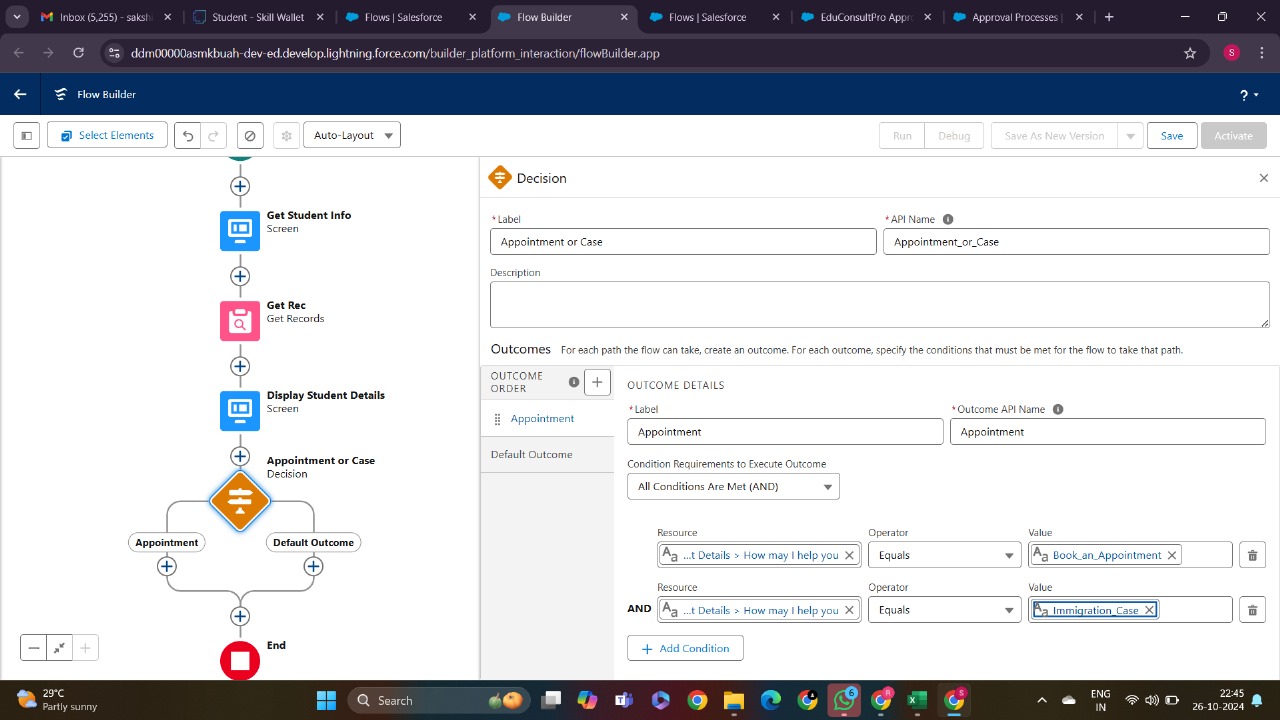 Inbox (5,255) - saksh
Student - Skill Wallet
Flows | Salesforce
Flow Builder
Flows | Salesforce
EduConsultPro Appr
Approval Processes |
ddm00000asmkbuah-dev-ed.develop.lightning.force.com/builder_platform_interaction/flowBuilder.app
S
Flow Builder
?
Select Elements
Auto-Layout
Run
Debug
Save As New Version
Save
Activate
Get Student Info
Screen
Get Rec
Get Records
Display Student Details
Screen
Appointment or Case
Decision
Appointment
Default Outcome
End
Decision
* Label
Appointment or Case
* API Name
Appointment_or_Case
Description
Outcomes For each path the flow can take, create an outcome. For each outcome, specify the conditions that must be met for the flow to take that path.
OUTCOME ORDER
Appointment
Default Outcome
OUTCOME DETAILS
* Label
Appointment
* Outcome API Name
Appointment
Condition Requirements to Execute Outcome
All Conditions Are Met (AND)
Resource Operator Value
Aa ...t Details > How may I help you Equals Aa Book_an_Appointment
Resource Operator Value
AND Aa ...t Details > How may I help you Equals Aa Immigration_Case
+ Add Condition
29°C
Partly sunny
Search
6
ENG
IN
22:45
26-10-2024